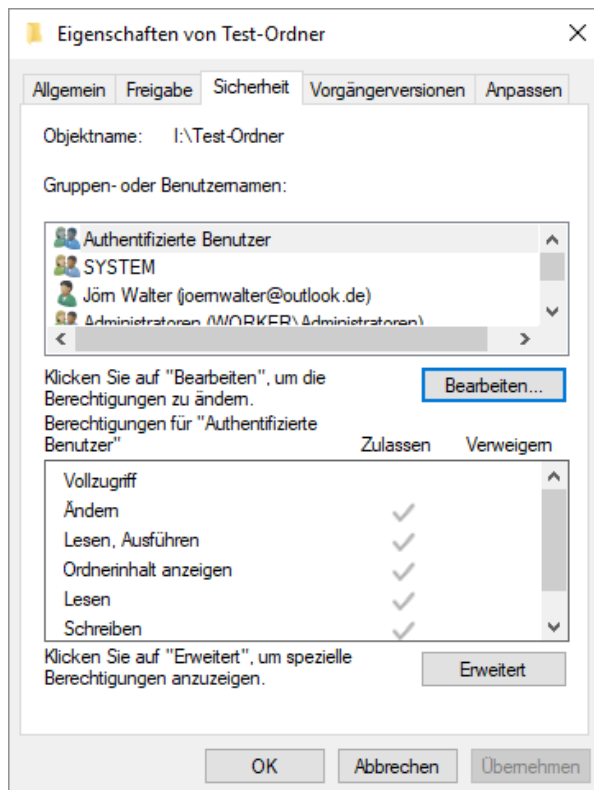 Eigenschaften von Test-Ordner
Allgemein Freigabe Sicherheit Vorgängerversionen Anpassen
Objektname: I:\Test-Ordner
Gruppen- oder Benutzernamen:
Authentifizierte Benutzer
SYSTEM
Jörn Walter (joernwalter@outlook.de)
Administratoren (WORKER\Administratoren)
Klicken Sie auf "Bearbeiten", um die
Berechtigungen zu ändern.
Bearbeiten...
Berechtigungen für "Authentifizierte
Benutzer"
Zulassen Verweigern
Vollzugriff
Ändern
Lesen, Ausführen
Ordnerinhalt anzeigen
Lesen
Schreiben
Klicken Sie auf "Erweitert", um spezielle
Berechtigungen anzuzeigen.
Erweitert
OK Abbrechen Übernehmen